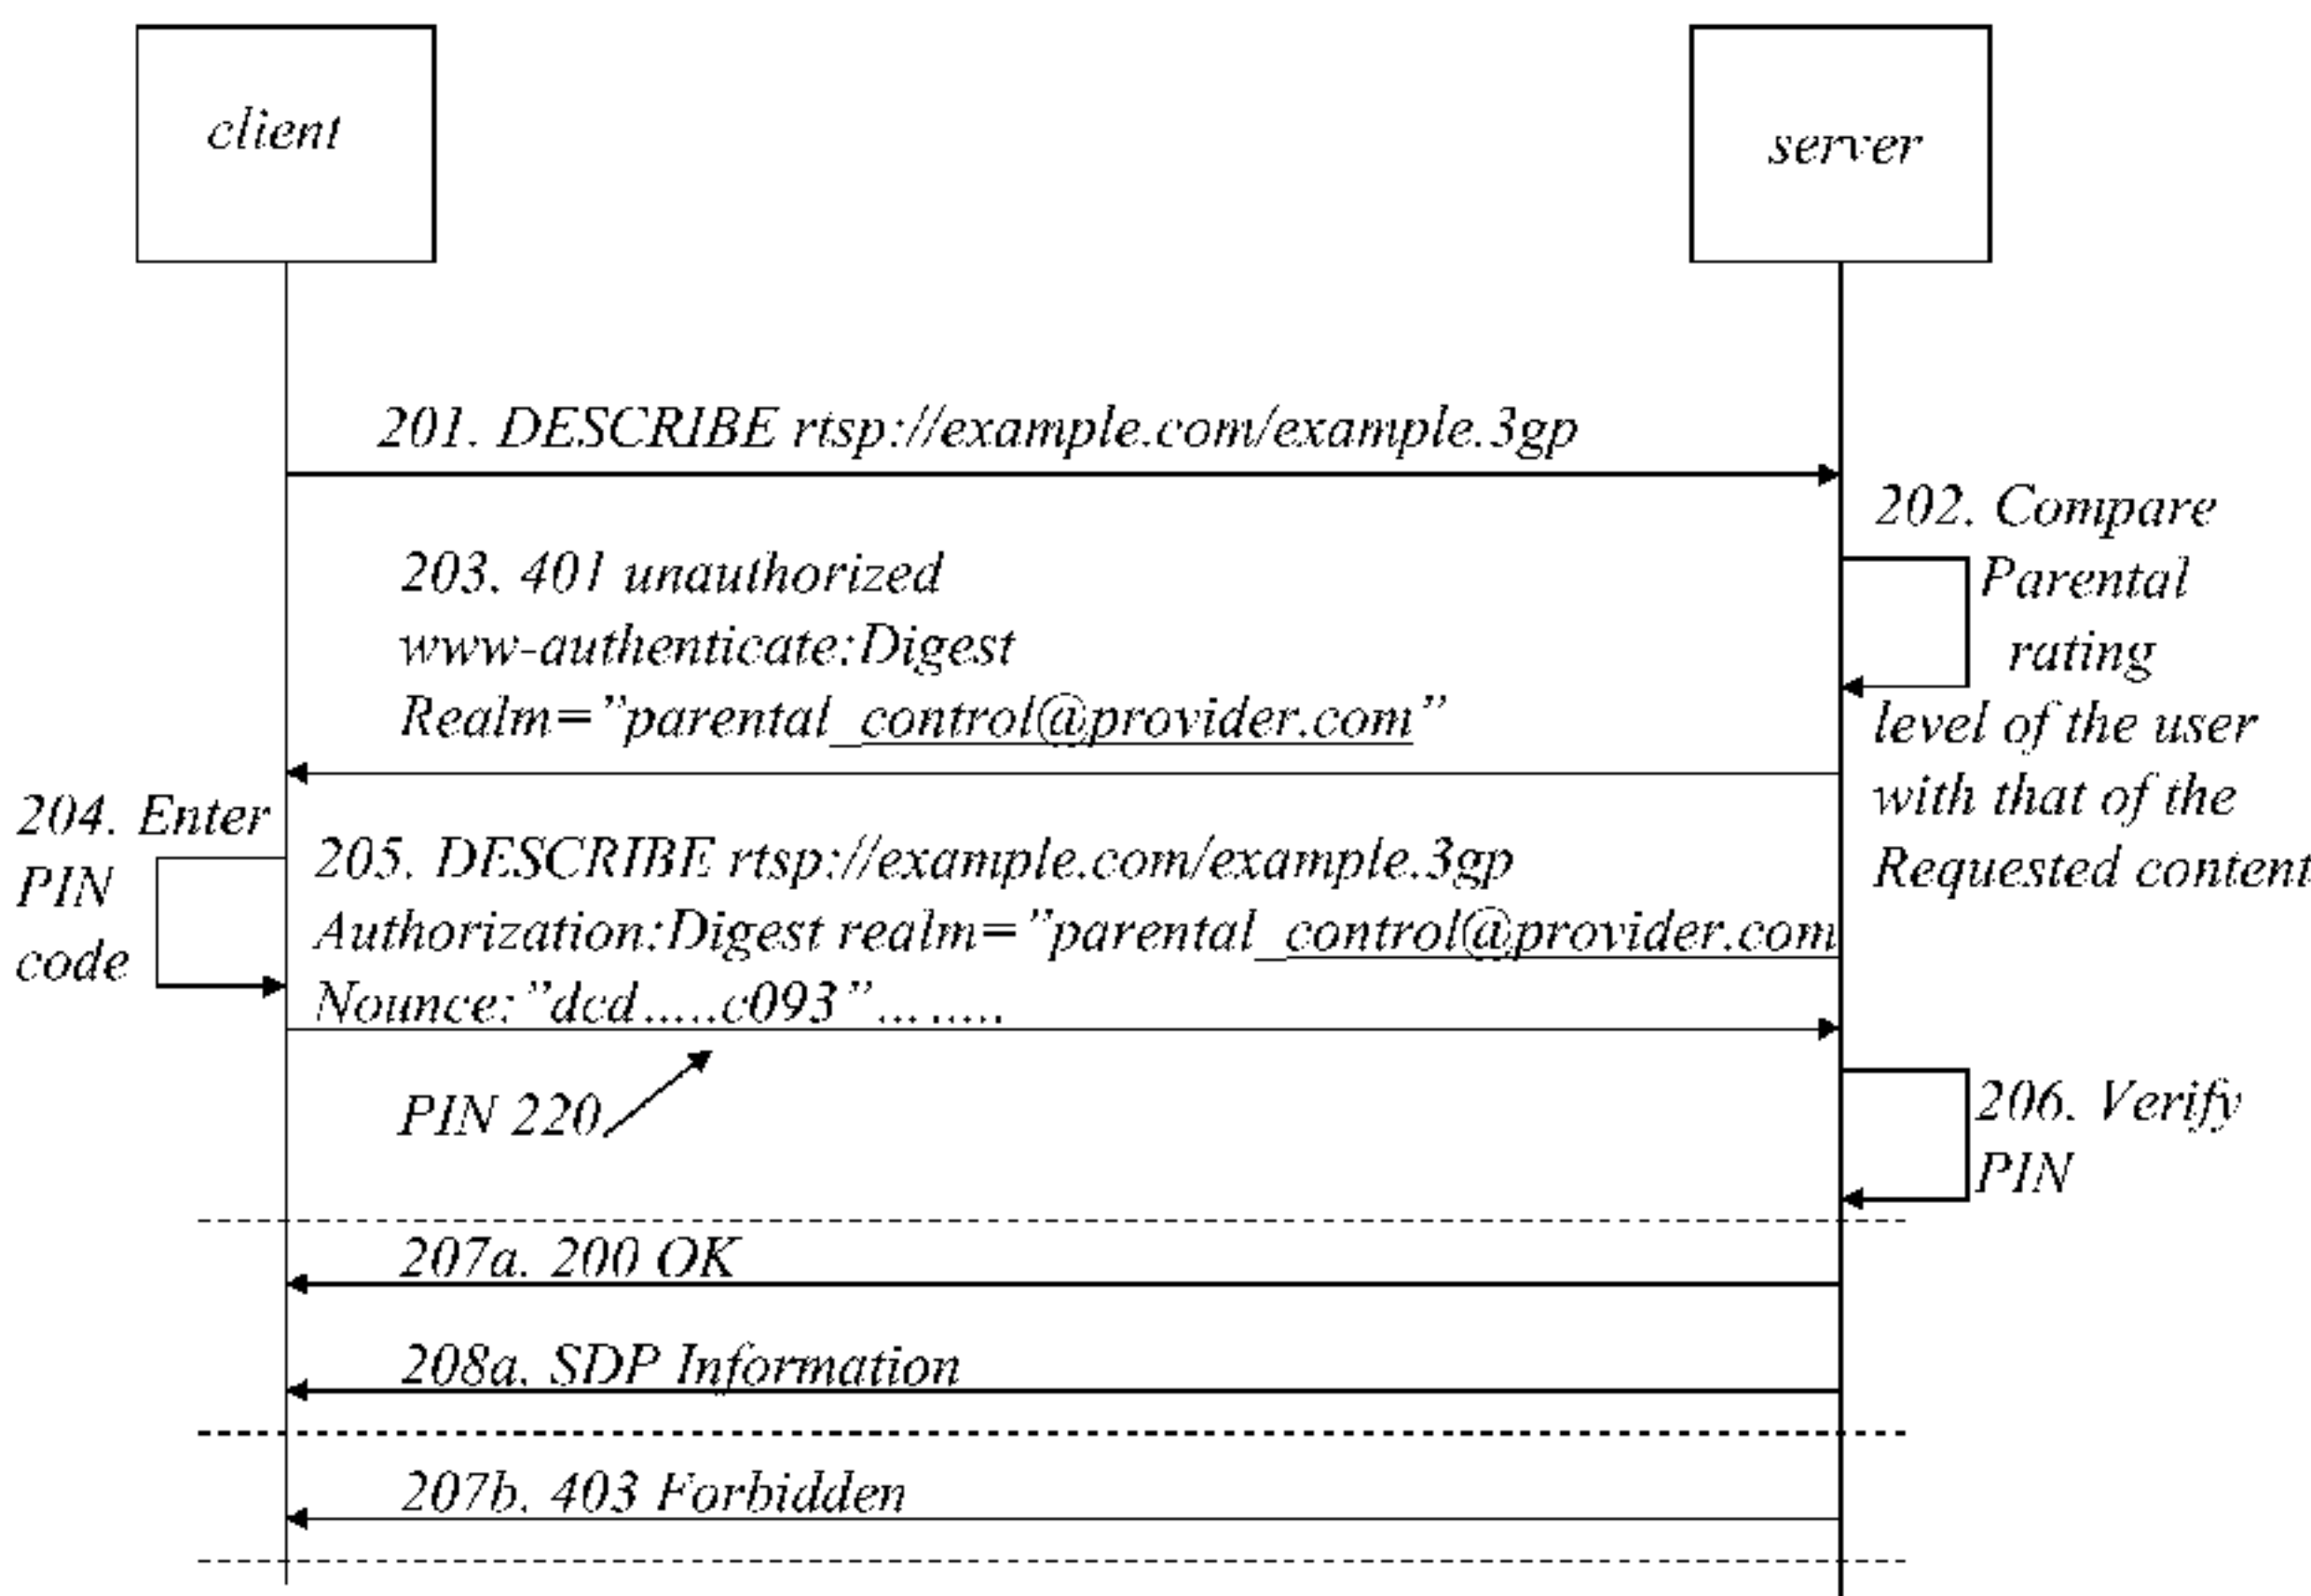 client
server
201. DESCRIBE rtsp://example.com/example.3gp
202. Compare
Parental
rating
level of the user
with that of the
Requested content
203. 401 unauthorized
www-authenticate:Digest
Realm="parental_control@provider.com"
204. Enter
PIN
code
205. DESCRIBE rtsp://example.com/example.3gp
Authorization:Digest realm="parental_control@provider.com
Nounce:"dcd.....c093"........
PIN 220
206. Verify
PIN
207a. 200 OK
208a. SDP Information
207b. 403 Forbidden